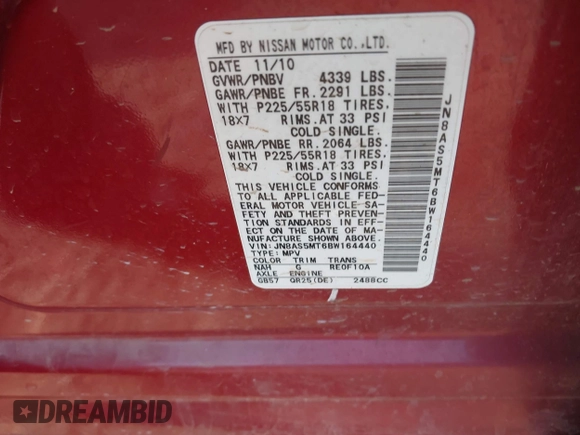 MFD BY NISSAN MOTOR CO.,LTD.
DATE 11/10
GVWR/PNBV 4339 LBS.
GAWR/PNBE FR. 2291 LBS.
WITH P225/55R18 TIRES.
18X7 RIMS.AT 33 PSI
COLD SINGLE.
GAWR/PNBE RR. 2064 LBS.
WITH P225/55R18 TIRES.
18X7 RIMS.AT 33 PSI
COLD SINGLE.
THIS VEHICLE CONFORMS
TO ALL APPLICABLE FED-
ERAL MOTOR VEHICLE SA-
FETY AND THEFT PREVEN-
TION STANDARDS IN EFF-
ECT ON THE DATE OF MA-
NUFACTURE SHOWN ABOVE.
VIN: JN8AS5MT6BW164440
TYPE: MPV
COLOR TRIM TRANS
NAH G RE0F10A
AXLE ENGINE
GB57 QR25(DE) 2488CC
JN8AS5MT6BW164440
DREAMBID